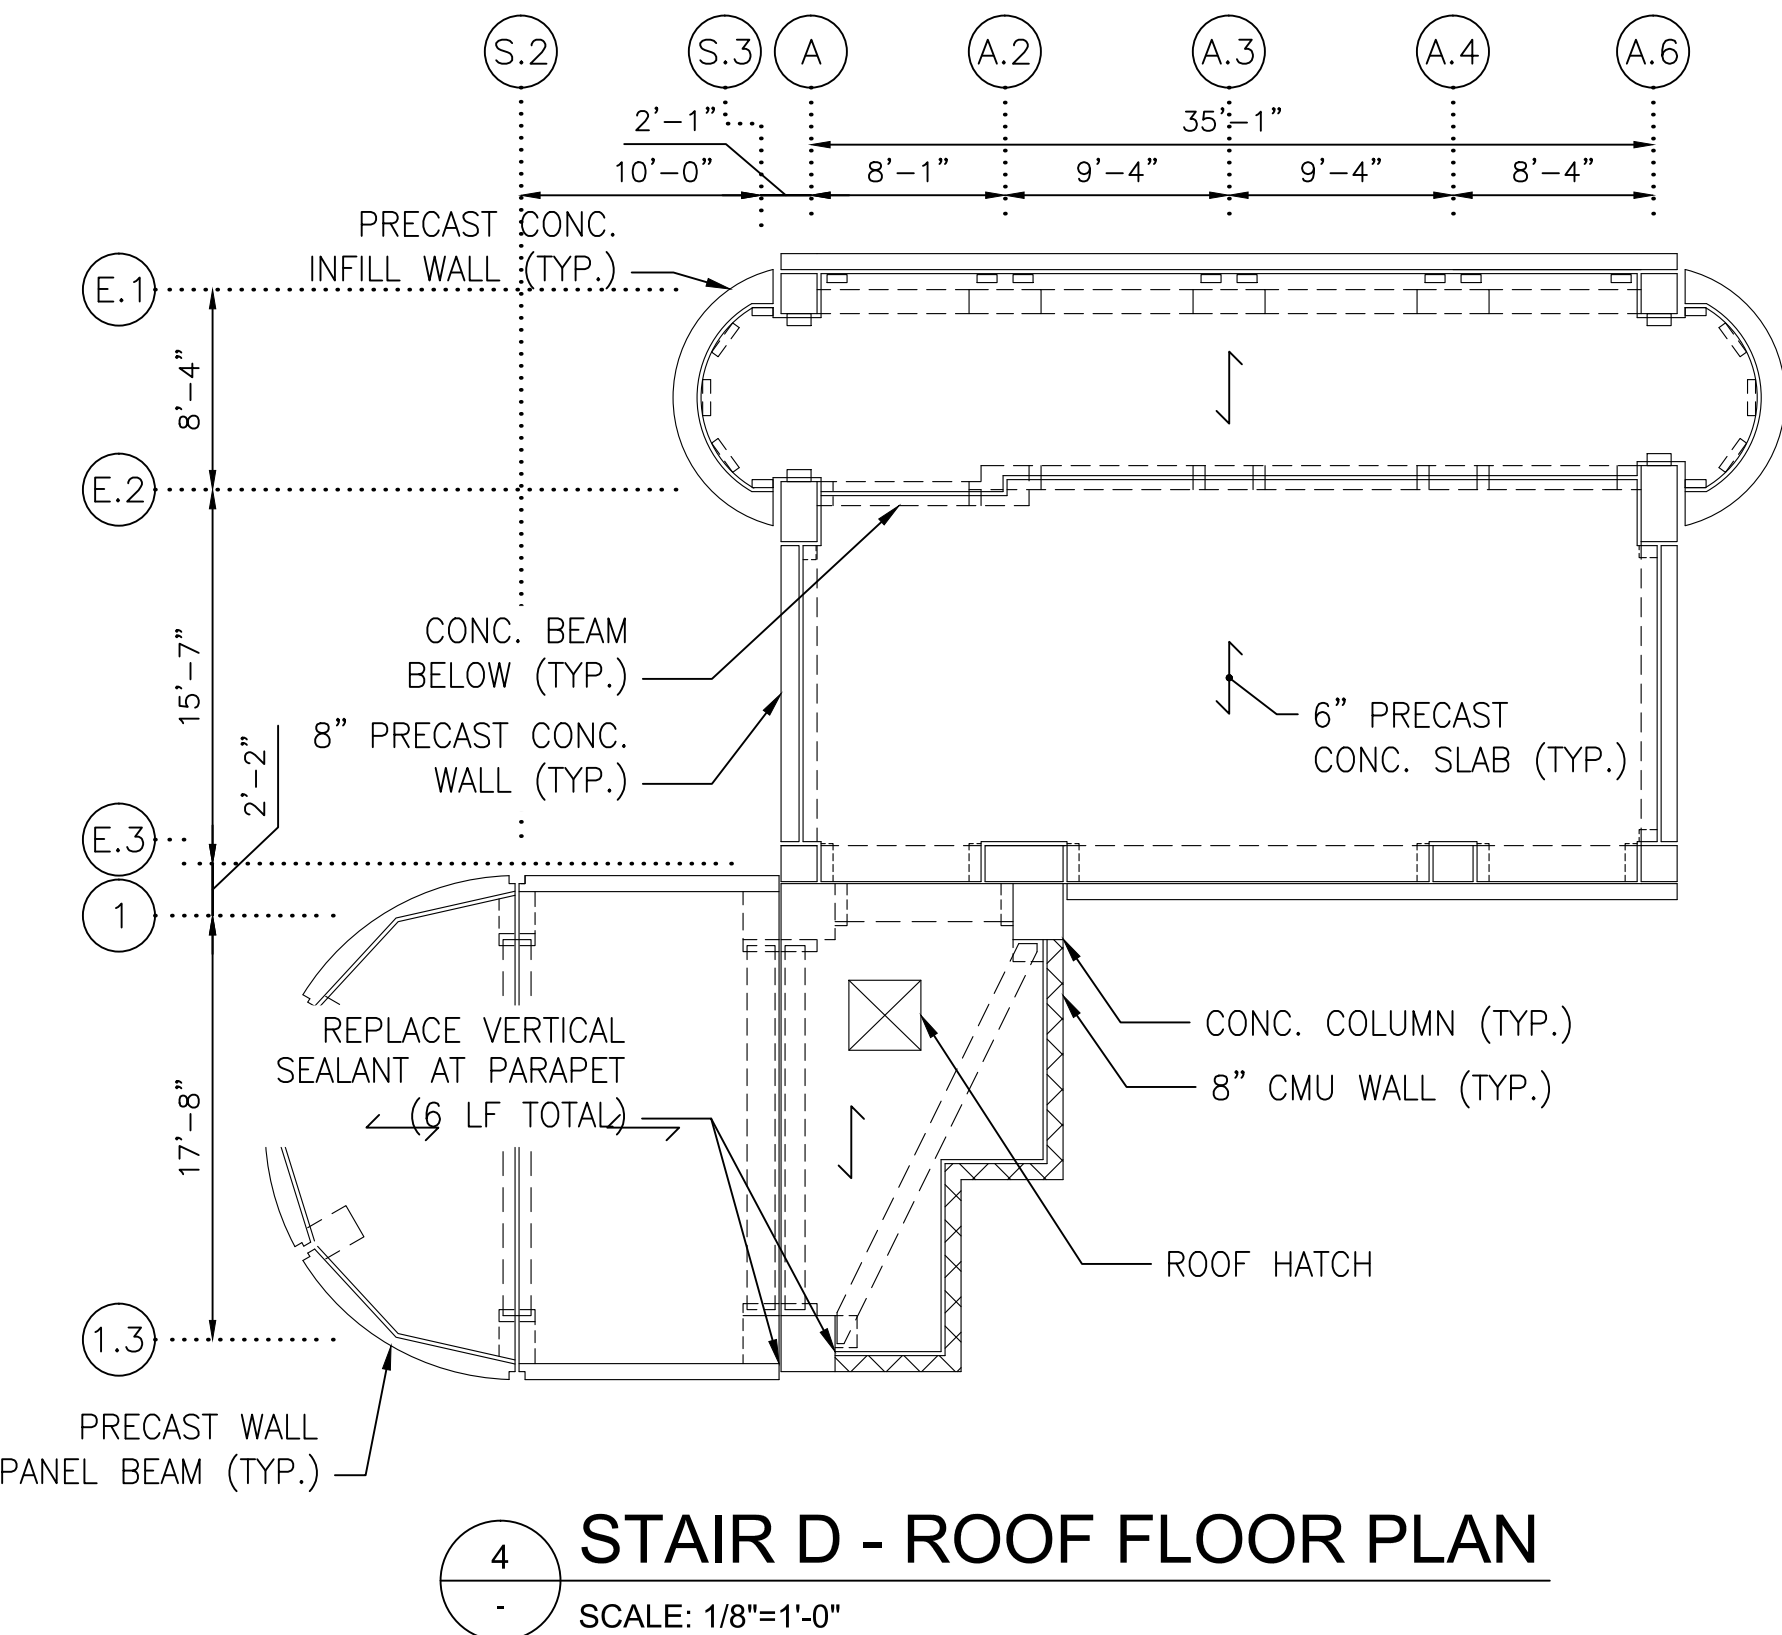 S.2
S.3
A
A.2
A.3
A.4
A.6
2’-1”
35’-1”
10’-0”
8’-1”
9’-4”
9’-4”
8’-4”
PRECAST CONC.
INFILL WALL (TYP.)
E.1
8’-4”
E.2
CONC. BEAM
BELOW (TYP.)
15’-7”
8” PRECAST CONC.
WALL (TYP.)
6” PRECAST
CONC. SLAB (TYP.)
2’-2”
E.3
1
REPLACE VERTICAL
SEALANT AT PARAPET
(6 LF TOTAL)
CONC. COLUMN (TYP.)
8” CMU WALL (TYP.)
17’-8”
ROOF HATCH
1.3
PRECAST WALL
PANEL BEAM (TYP.)
4
-
STAIR D - ROOF FLOOR PLAN
SCALE: 1/8"=1'-0"